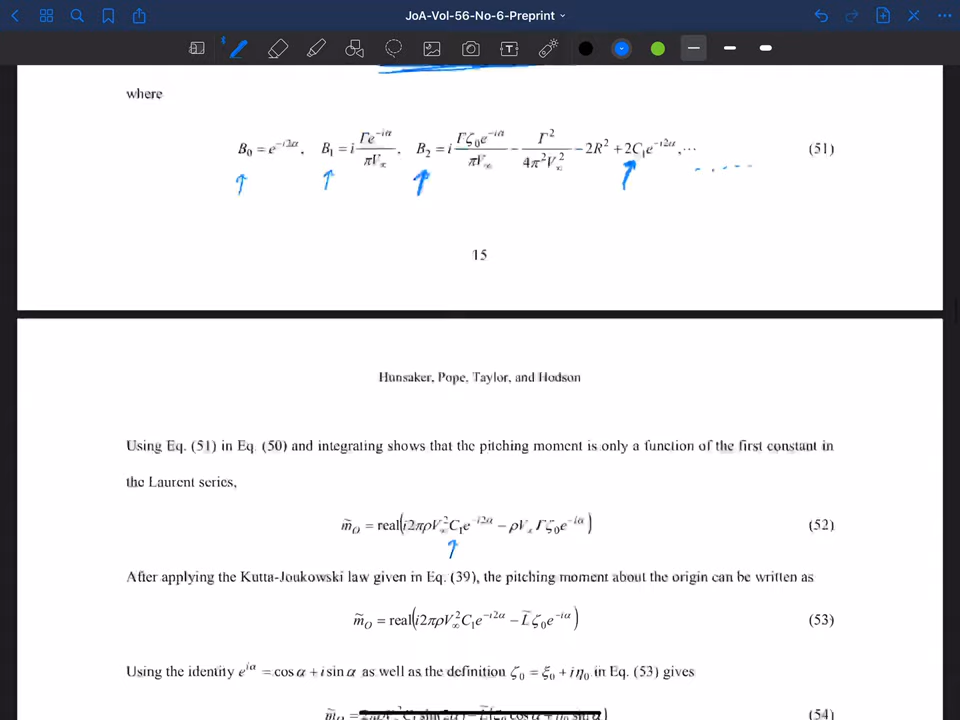 JoA-Vol-56-No-6-Preprint
where
B₀ = e^{-i2α}, B₁ = i Γe^{-iα}/πV∞, B₂ = i Γζ₀e^{-iα}/πV∞ − Γ²/4π²V∞² − 2R² + 2C₁e^{-i2α}, ⋯ (51)
15
Hunsaker, Pope, Taylor, and Hodson
Using Eq. (51) in Eq. (50) and integrating shows that the pitching moment is only a function of the first constant in
the Laurent series,
m̃_O = real(i2πρV∞²C₁e^{-i2α} − ρV∞Γζ₀e^{-iα}) (52)
After applying the Kutta-Joukowski law given in Eq. (39), the pitching moment about the origin can be written as
m̃_O = real(i2πρV∞²C₁e^{-i2α} − L̃ζ₀e^{-iα}) (53)
Using the identity e^{iα} = cos α + i sin α as well as the definition ζ₀ = ξ₀ + iη₀ in Eq. (53) gives
(54)